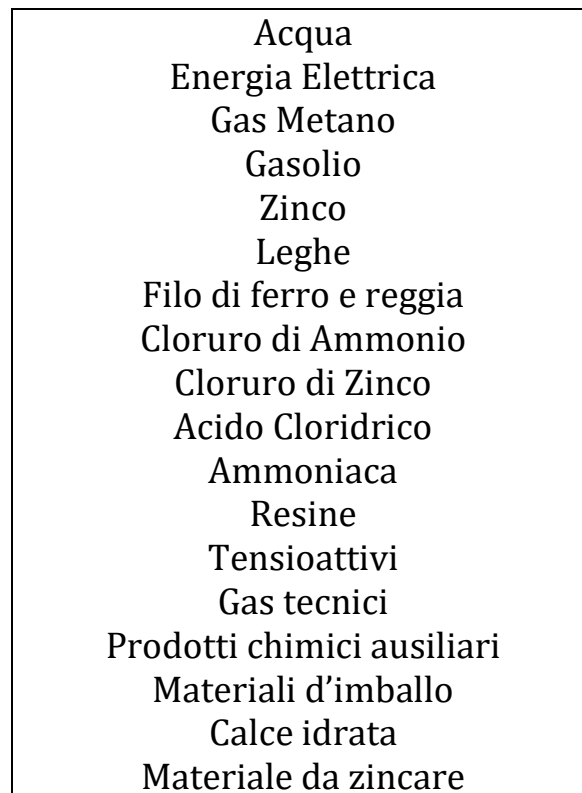 Acqua
Energia Elettrica
Gas Metano
Gasolio
Zinco
Leghe
Filo di ferro e reggia
Cloruro di Ammonio
Cloruro di Zinco
Acido Cloridrico
Ammoniaca
Resine
Tensioattivi
Gas tecnici
Prodotti chimici ausiliari
Materiali d’imballo
Calce idrata
Materiale da zincare